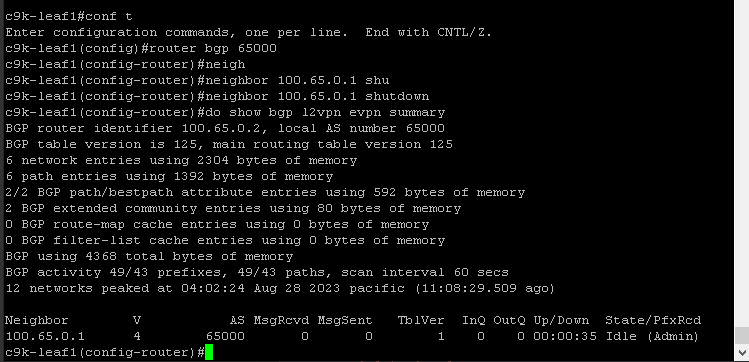 c9k-leaf1#conf t
Enter configuration commands, one per line.  End with CNTL/Z.
c9k-leaf1(config)#router bgp 65000
c9k-leaf1(config-router)#neigh
c9k-leaf1(config-router)#neighbor 100.65.0.1 shu
c9k-leaf1(config-router)#neighbor 100.65.0.1 shutdown
c9k-leaf1(config-router)#do show bgp l2vpn evpn summary
BGP router identifier 100.65.0.2, local AS number 65000
BGP table version is 125, main routing table version 125
6 network entries using 2304 bytes of memory
6 path entries using 1392 bytes of memory
2/2 BGP path/bestpath attribute entries using 592 bytes of memory
2 BGP extended community entries using 80 bytes of memory
0 BGP route-map cache entries using 0 bytes of memory
0 BGP filter-list cache entries using 0 bytes of memory
BGP using 4368 total bytes of memory
BGP activity 49/43 prefixes, 49/43 paths, scan interval 60 secs
12 networks peaked at 04:02:24 Aug 28 2023 pacific (11:08:29.509 ago)
Neighbor        V           AS MsgRcvd MsgSent   TblVer  InQ OutQ Up/Down  State/PfxRcd
100.65.0.1      4        65000       0       0        1    0    0 00:00:35 Idle (Admin)
c9k-leaf1(config-router)#